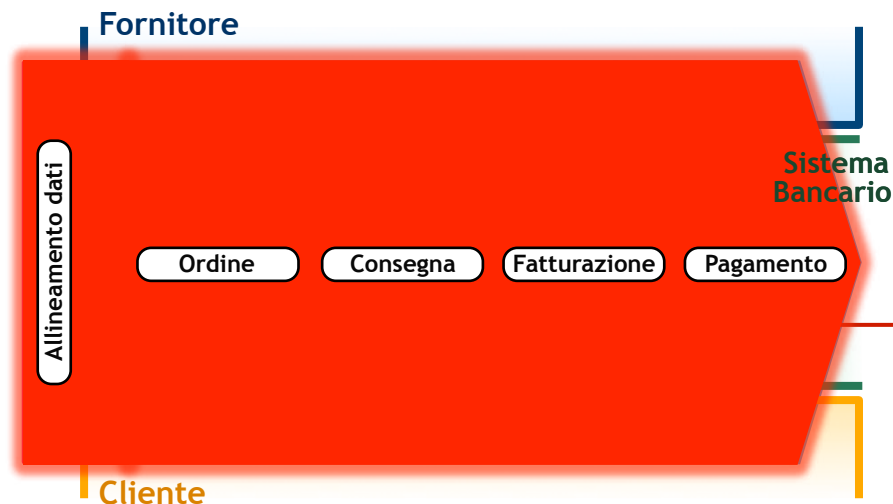 Fornitore
Allineamento dati
Sistema
Bancario
Ordine
Consegna
Fatturazione
Pagamento
Cliente